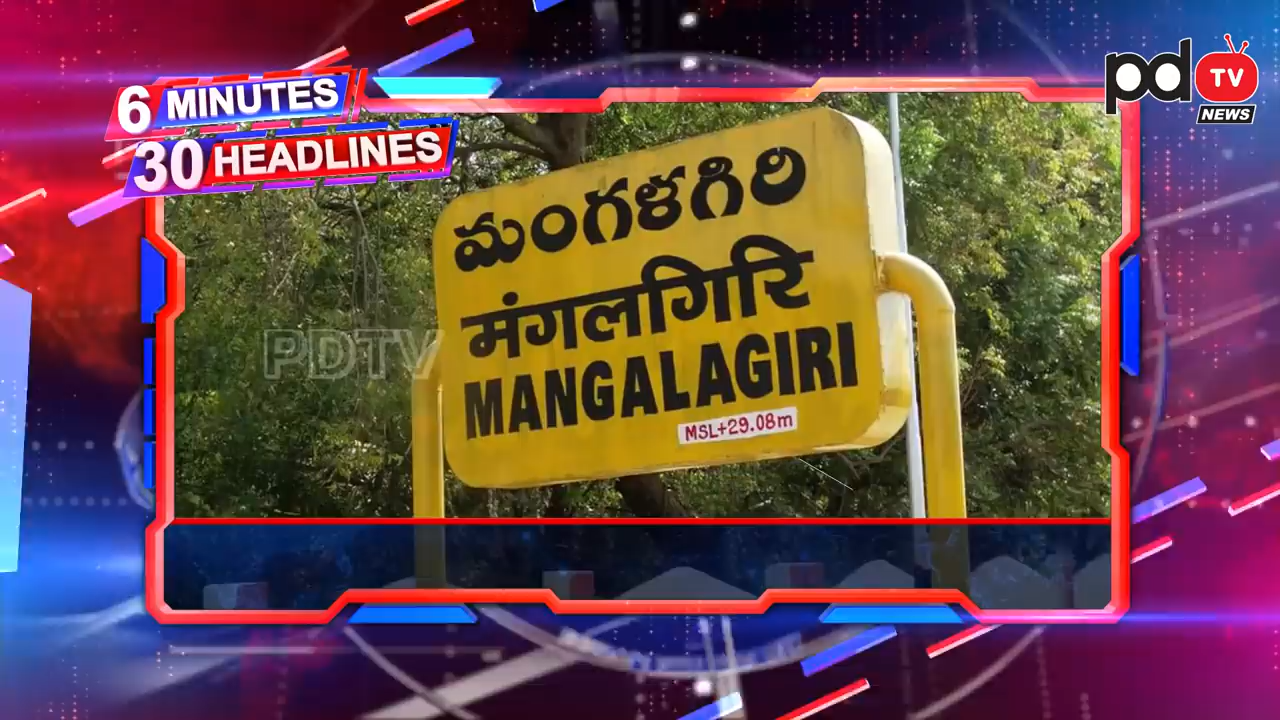 6 MINUTES
30 HEADLINES
pd TV
NEWS
మంగళగిరి
मंगलगिरि
MANGALAGIRI
MSL+29.08m
PDTV